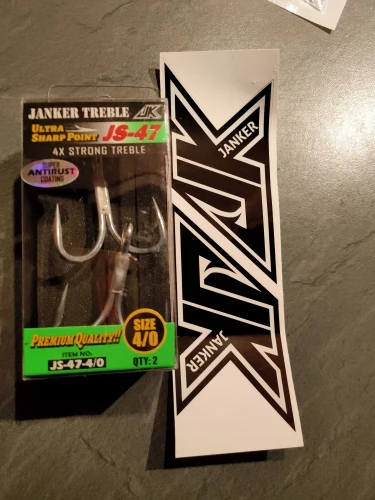 JANKER TREBLE JK
ULTRA
SHARP POINT JS-47
4X STRONG TREBLE
SUPER
ANTIRUST
COATING
PREMIUM QUALITY!!
ITEM NO:
JS-47-4/0
SIZE
4/0
QTY: 2
JK
JANKER
JK
JANKER